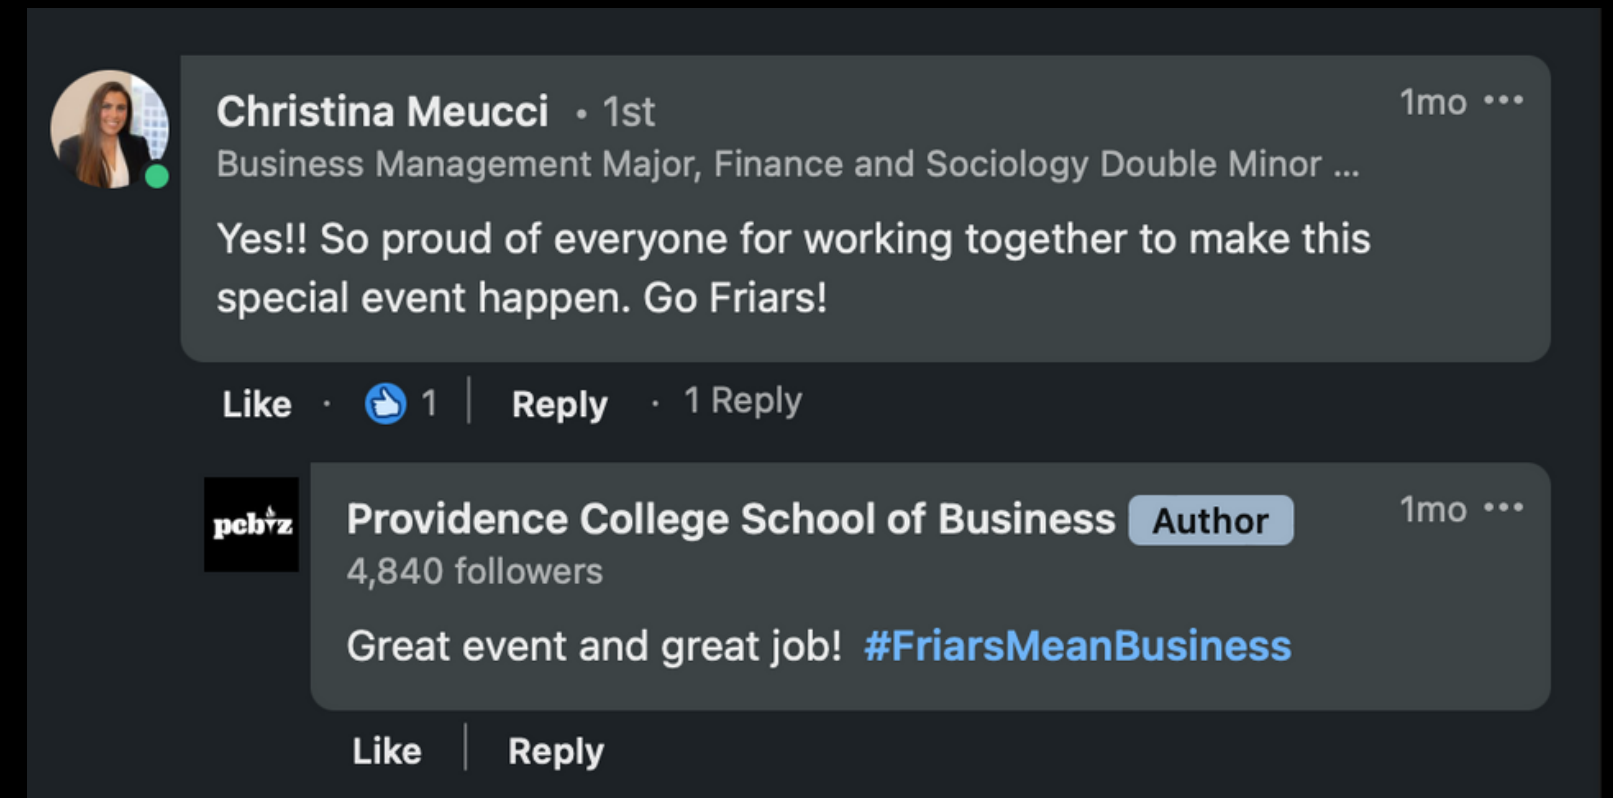 Christina Meucci • 1st
1mo •••
Business Management Major, Finance and Sociology Double Minor ...
Yes!! So proud of everyone for working together to make this
special event happen. Go Friars!
Like · 1 | Reply · 1 Reply
pcbiz
Providence College School of Business Author
1mo •••
4,840 followers
Great event and great job! #FriarsMeanBusiness
Like | Reply